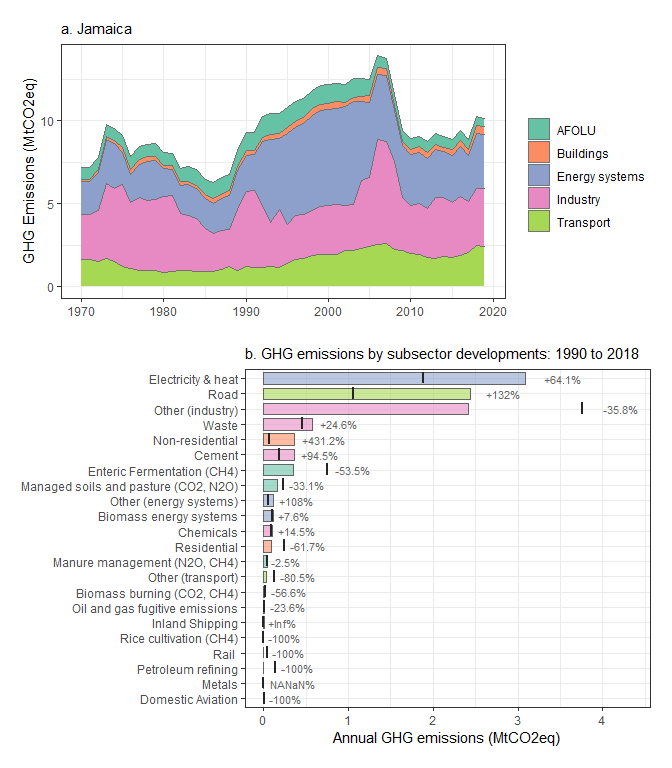 a. Jamaica
GHG Emissions (MtCO2eq)
10
5
0
1970 1980 1990 2000 2010 2020
AFOLU
Buildings
Energy systems
Industry
Transport
b. GHG emissions by subsector developments: 1990 to 2018
Electricity & heat +64.1%
Road +132%
Other (industry) -35.8%
Waste +24.6%
Non-residential +431.2%
Cement +94.5%
Enteric Fermentation (CH4) -53.5%
Managed soils and pasture (CO2, N2O) -33.1%
Other (energy systems) +108%
Biomass energy systems +7.6%
Chemicals +14.5%
Residential -61.7%
Manure management (N2O, CH4) -2.5%
Other (transport) -80.5%
Biomass burning (CO2, CH4) -56.6%
Oil and gas fugitive emissions -23.6%
Inland Shipping +Inf%
Rice cultivation (CH4) -100%
Rail -100%
Petroleum refining -100%
Metals NANaN%
Domestic Aviation -100%
0 1 2 3 4
Annual GHG emissions (MtCO2eq)